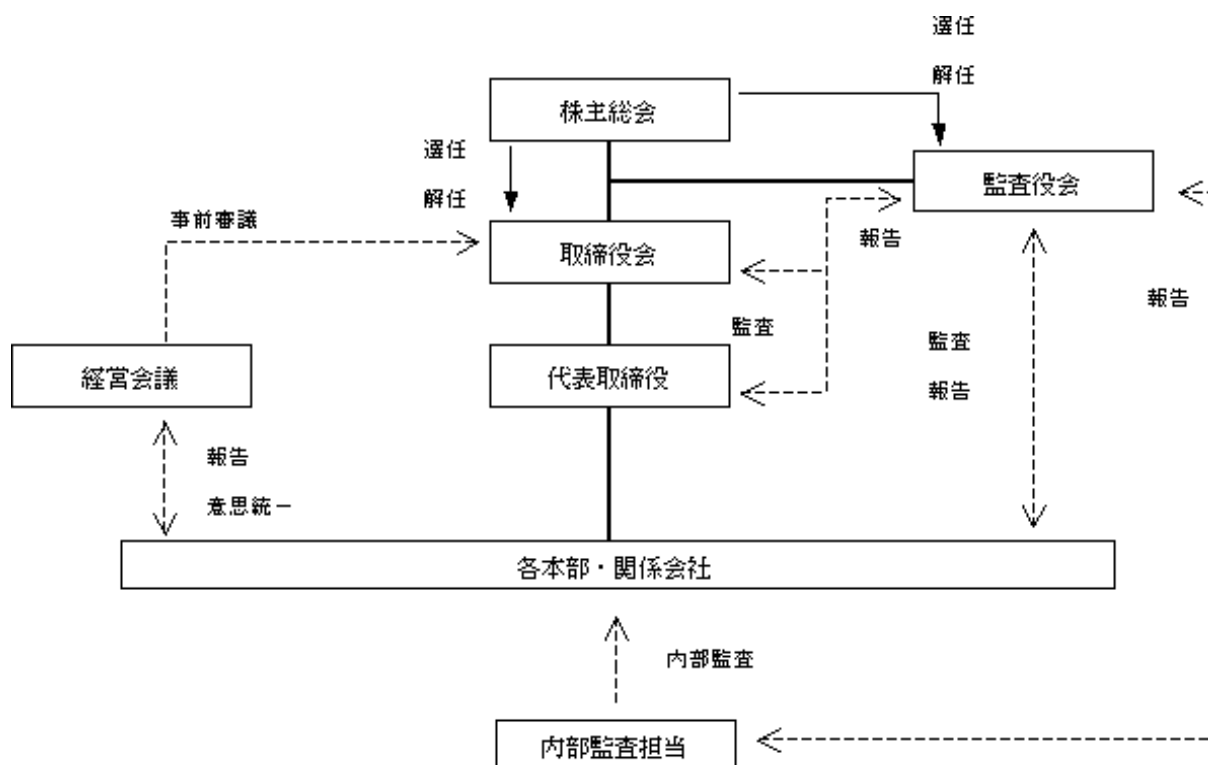 選任
解任
株主総会
選任
解任
監査役会
事前審議
報告
取締役会
報告
監査
監査
経営会議
代表取締役
報告
報告
意思統一
各本部・関係会社
内部監査
内部監査担当